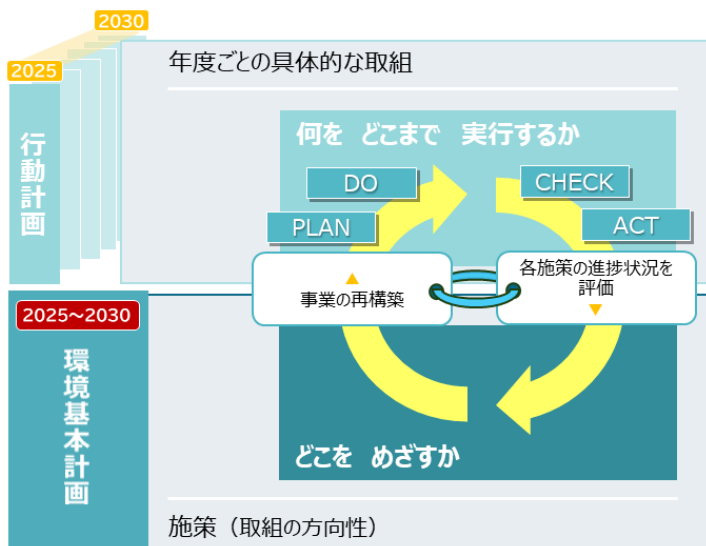 2030
2025
行動計画
年度ごとの具体的な取組
何を どこまで 実行するか
DO
CHECK
PLAN
ACT
▲
事業の再構築
各施策の進捗状況を
評価
▼
2025～2030
環境基本計画
どこを めざすか
施策（取組の方向性）